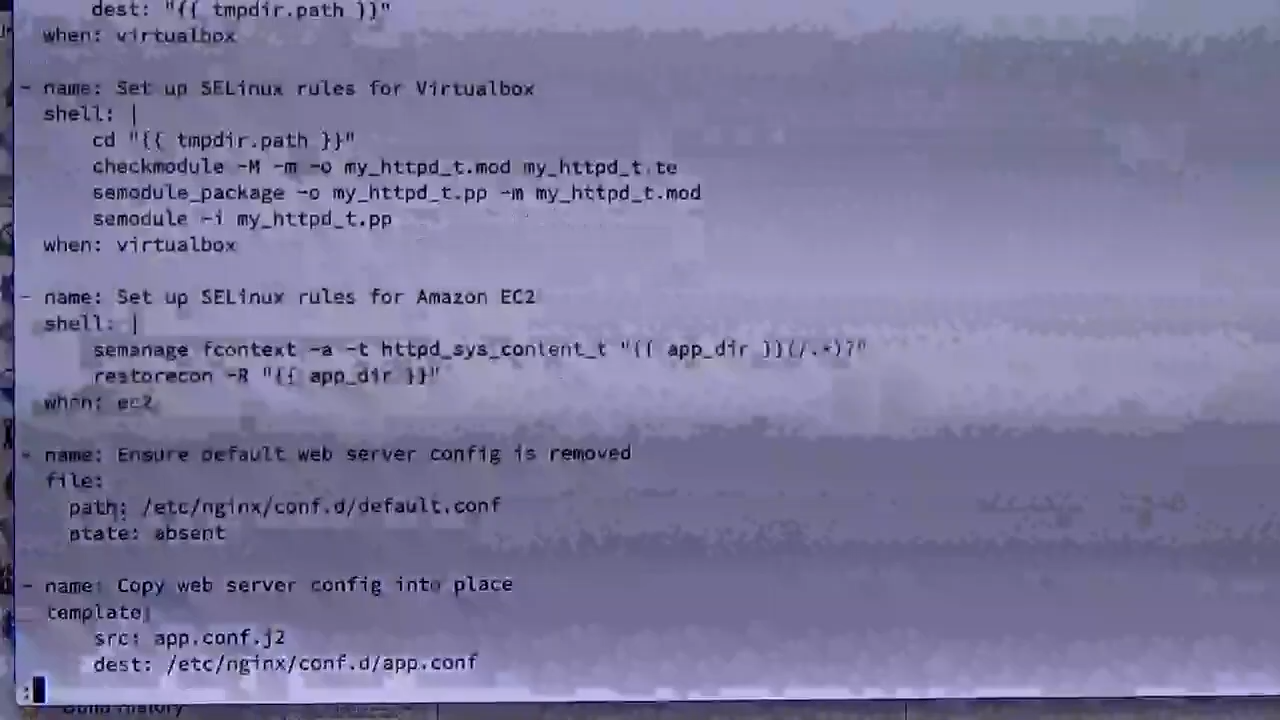 dest: "{{ tmpdir.path }}"
when: virtualbox
- name: Set up SELinux rules for Virtualbox
shell: |
cd "{{ tmpdir.path }}"
checkmodule -M -m -o my_httpd_t.mod my_httpd_t.te
semodule_package -o my_httpd_t.pp -m my_httpd_t.mod
semodule -i my_httpd_t.pp
when: virtualbox
- name: Set up SELinux rules for Amazon EC2
shell: |
semanage fcontext -a -t httpd_sys_content_t "{{ app_dir }}(/.*)?"
restorecon -R "{{ app_dir }}"
when: ec2
- name: Ensure default web server config is removed
file:
path: /etc/nginx/conf.d/default.conf
state: absent
- name: Copy web server config into place
template:
src: app.conf.j2
dest: /etc/nginx/conf.d/app.conf
:
Build History